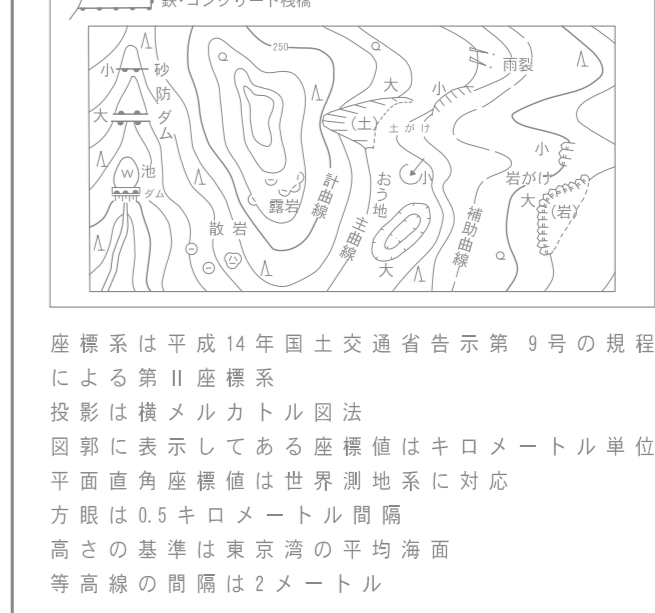 鉄・コンクリート桟橋
250
小 砂防ダム
大
池
W
ダム
散岩
露岩
計曲線
主曲線
大
(土)
土がけ
小
雨裂
おう地
小
大
補助曲線
小
岩がけ
大
(岩)
座標系は平成14年国土交通省告示第 9号の規程
による第Ⅱ座標系
投影は横メルカトル図法
図郭に表示してある座標値はキロメートル単位
平面直角座標値は世界測地系に対応
方眼は0.5キロメートル間隔
高さの基準は東京湾の平均海面
等高線の間隔は2メートル